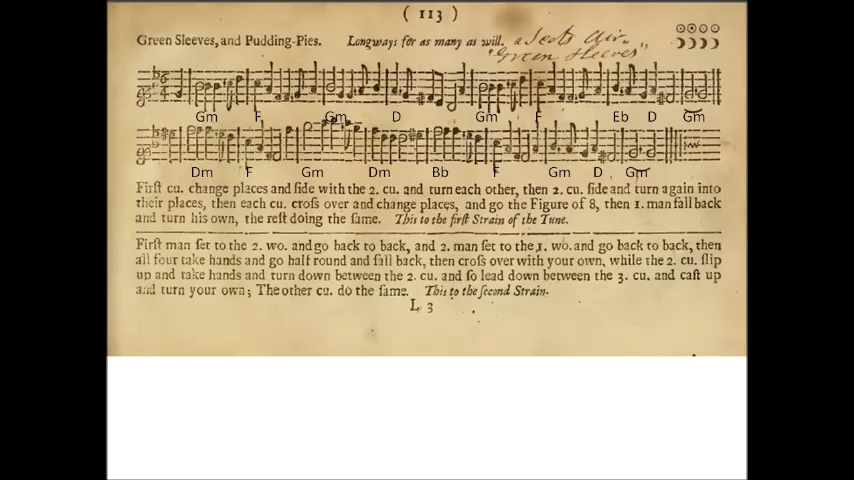 ( 113 )
Green Sleeves, and Pudding-Pies. Longways for as many as will. a Scots Air,
"Green Sleeves"
Gm F Gm D Gm F Eb D Gm
Dm F Gm Dm Bb F Gm D Gm
Firſt cu. change places and ſide with the 2. cu. and turn each other, then 2. cu. ſide and turn again into
their places, then each cu. croſs over and change places, and go the Figure of 8, then 1. man fall back
and turn his own, the reſt doing the ſame. This to the firſt Strain of the Tune.
Firſt man ſet to the 2. wo. and go back to back, and 2. man ſet to the 1. wo. and go back to back, then
all four take hands and go half round and fall back, then croſs over with your own, while the 2. cu. ſlip
up and take hands and turn down between the 2. cu. and ſo lead down between the 3. cu. and caſt up
and turn your own; The other cu. do the ſame. This to the ſecond Strain.
L 3